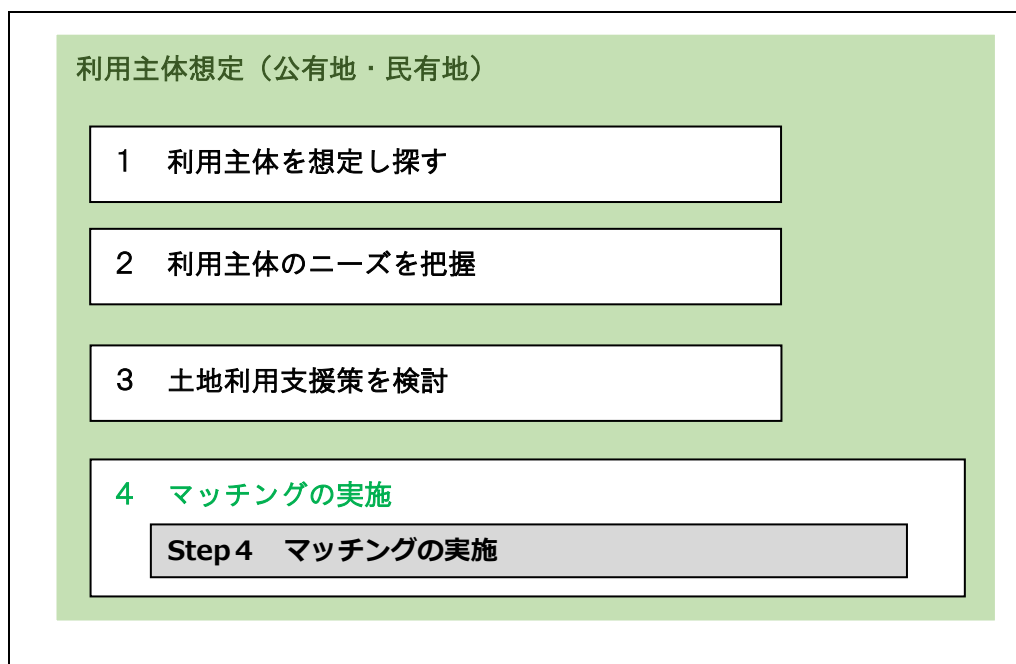 利用主体想定（公有地・民有地）
１　利用主体を想定し探す
２　利用主体のニーズを把握
３　土地利用支援策を検討
４　マッチングの実施
Step４　マッチングの実施